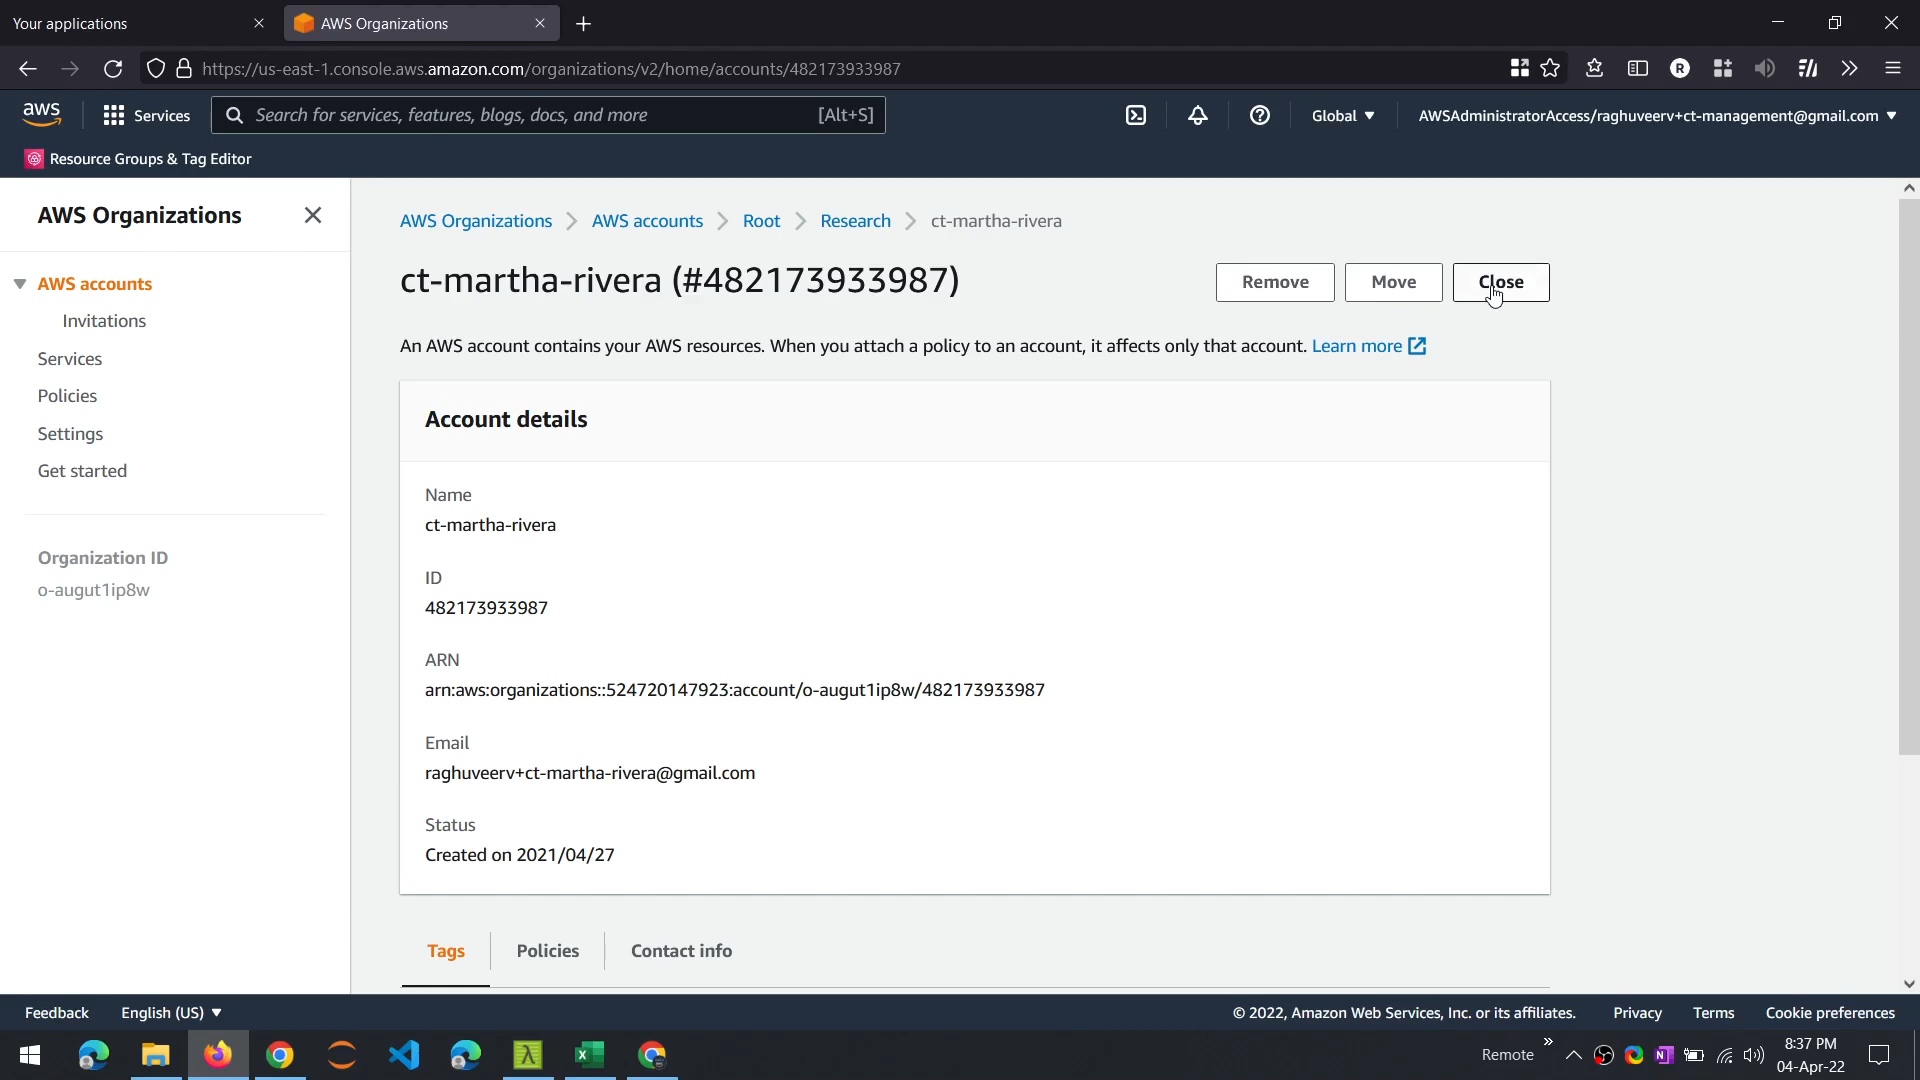 Your applications
AWS Organizations
https://us-east-1.console.aws.amazon.com/organizations/v2/home/accounts/482173933987
R
aws
Services
Search for services, features, blogs, docs, and more
[Alt+S]
Global
AWSAdministratorAccess/raghuveerv+ct-management@gmail.com
Resource Groups & Tag Editor
AWS Organizations
AWS accounts
Invitations
Services
Policies
Settings
Get started
Organization ID
o-augut1ip8w
AWS Organizations
AWS accounts
Root
Research
ct-martha-rivera
ct-martha-rivera (#482173933987)
Remove
Move
Close
An AWS account contains your AWS resources. When you attach a policy to an account, it affects only that account. Learn more
Account details
Name
ct-martha-rivera
ID
482173933987
ARN
arn:aws:organizations::524720147923:account/o-augut1ip8w/482173933987
Email
raghuveerv+ct-martha-rivera@gmail.com
Status
Created on 2021/04/27
Tags
Policies
Contact info
Feedback
English (US)
© 2022, Amazon Web Services, Inc. or its affiliates.
Privacy
Terms
Cookie preferences
Remote
8:37 PM
04-Apr-22